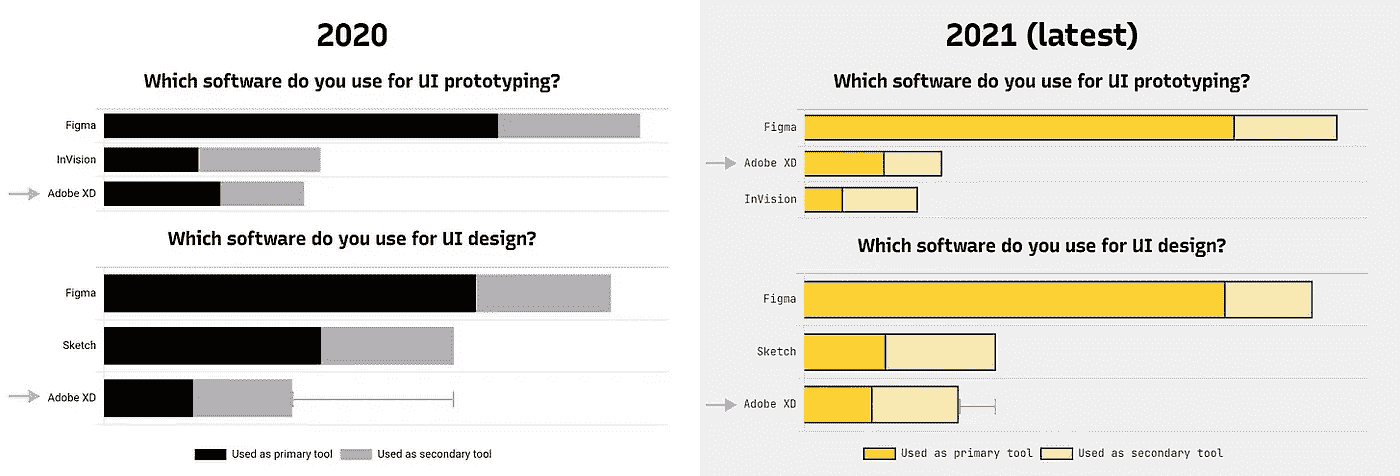 2020
Which software do you use for UI prototyping?
Figma
InVision
Adobe XD
Which software do you use for UI design?
Figma
Sketch
Adobe XD
Used as primary tool
Used as secondary tool
2021 (latest)
Which software do you use for UI prototyping?
Figma
Adobe XD
InVision
Which software do you use for UI design?
Figma
Sketch
Adobe XD
Used as primary tool
Used as secondary tool